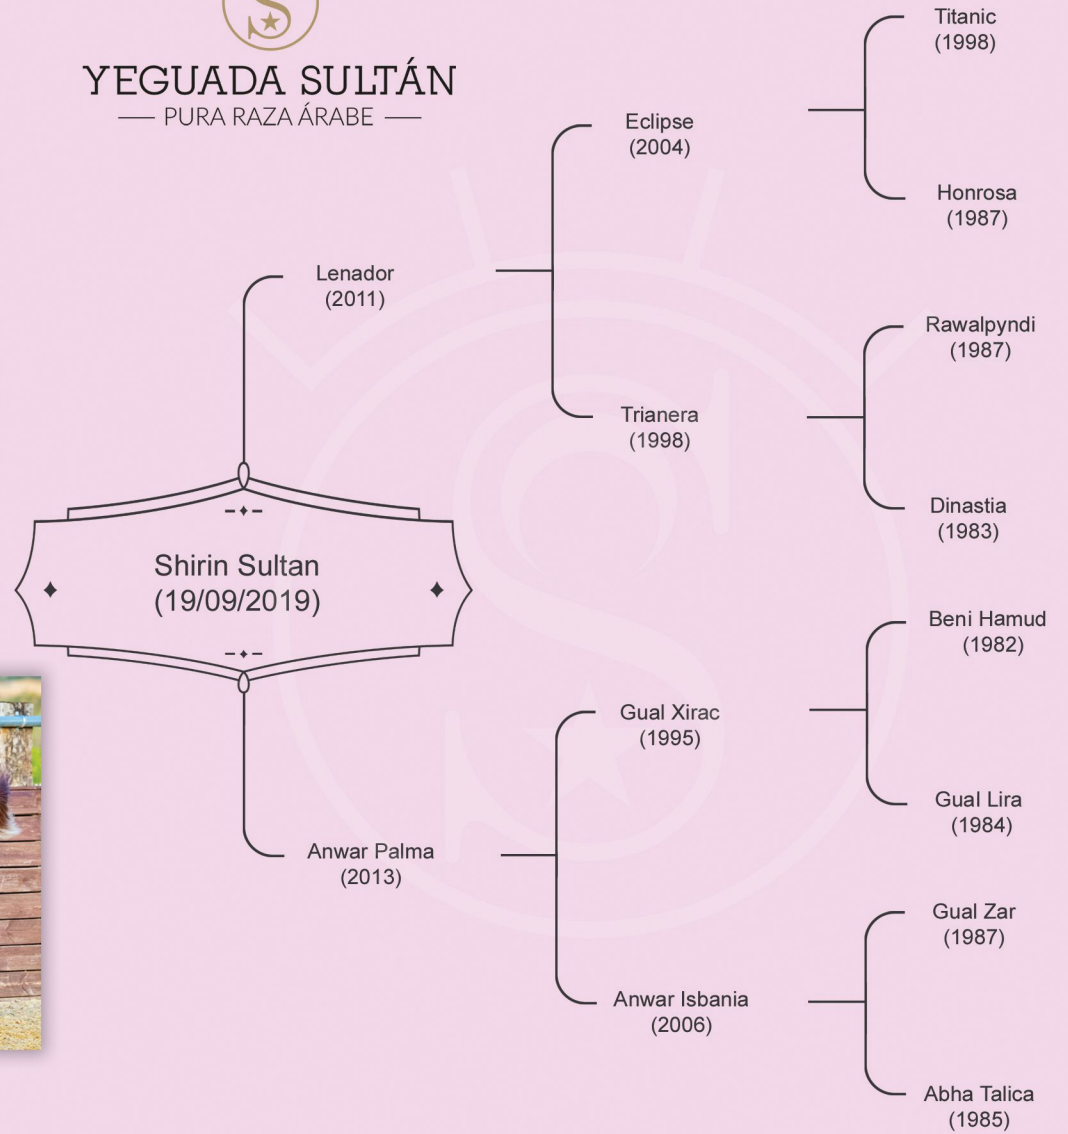 S
YEGUADA SULTÁN
PURA RAZA ÁRABE
Titanic
(1998)
Eclipse
(2004)
Honrosa
(1987)
Lenador
(2011)
Rawalpyndi
(1987)
Trianera
(1998)
Dinastia
(1983)
Shirin Sultan
(19/09/2019)
Beni Hamud
(1982)
Gual Xirac
(1995)
Gual Lira
(1984)
Anwar Palma
(2013)
Gual Zar
(1987)
Anwar Isbania
(2006)
Abha Talica
(1985)